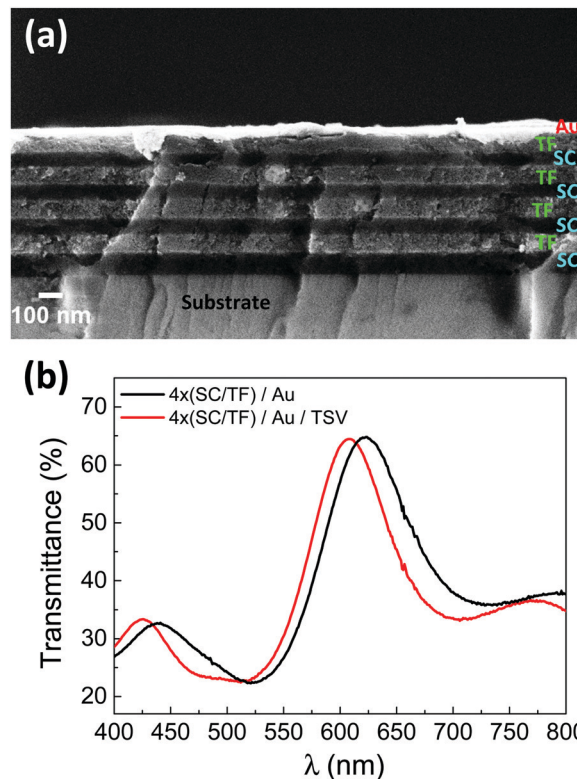 (a)
Au
TF
SC
TF
SC
TF
SC
TF
SC
Substrate
100 nm
(b)
4x(SC/TF) / Au
4x(SC/TF) / Au / TSV
70
60
50
40
30
20
Transmittance (%)
400 450 500 550 600 650 700 750 800
λ (nm)